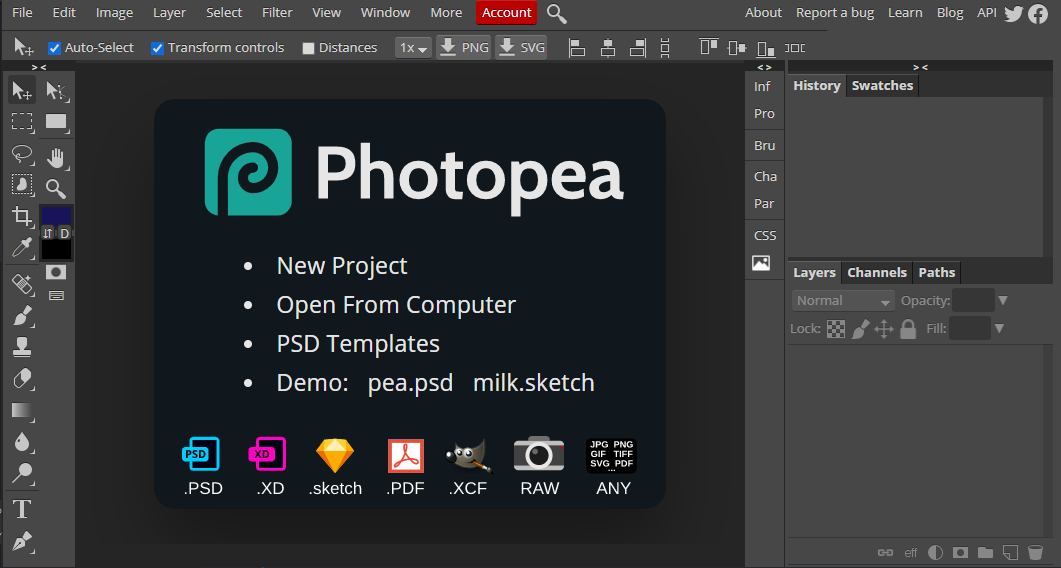 File Edit Image Layer Select Filter View Window More Account About Report a bug Learn Blog API
Auto-Select Transform controls Distances 1x PNG SVG
> < < > > <
Inf
Pro
Bru
Cha
Par
CSS
History Swatches
D
T
Photopea
New Project
Open From Computer
PSD Templates
Demo: pea.psd milk.sketch
PSD XD JPG PNG
GIF TIFF
SVG PDF
...
.PSD .XD .sketch .PDF .XCF RAW ANY
Layers Channels Paths
Normal Opacity:
Lock: Fill:
eff